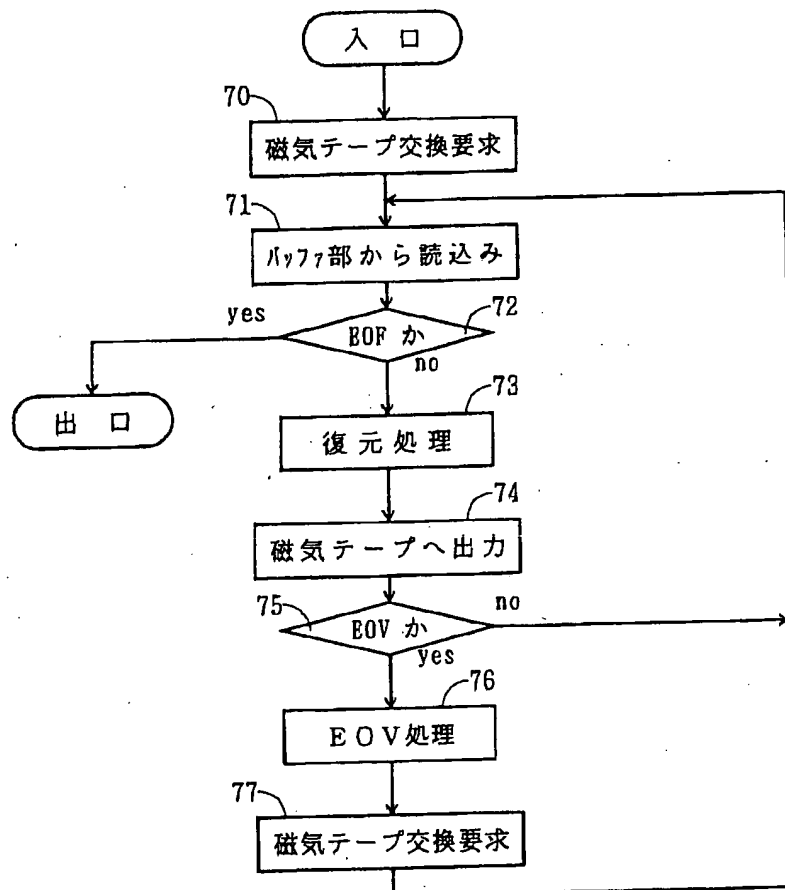 入 口
70
磁気テープ交換要求
71
バッファ部から読込み
yes
72
EOF か
no
出 口
73
復元処理
74
磁気テープへ出力
75
no
EOV か
yes
76
EOV処理
77
磁気テープ交換要求